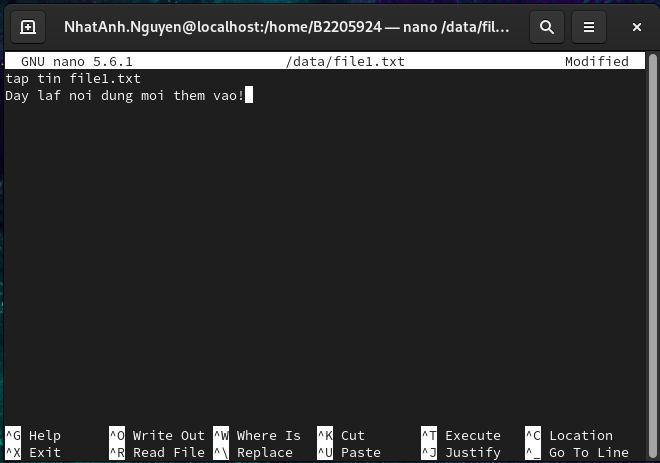 NhatAnh.Nguyen@localhost:/home/B2205924 — nano /data/fil...
GNU nano 5.6.1 /data/file1.txt Modified
tap tin file1.txt
Day laf noi dung moi them vao!
^G Help ^O Write Out ^W Where Is ^K Cut ^T Execute ^C Location
^X Exit ^R Read File ^\ Replace ^U Paste ^J Justify ^_ Go To Line